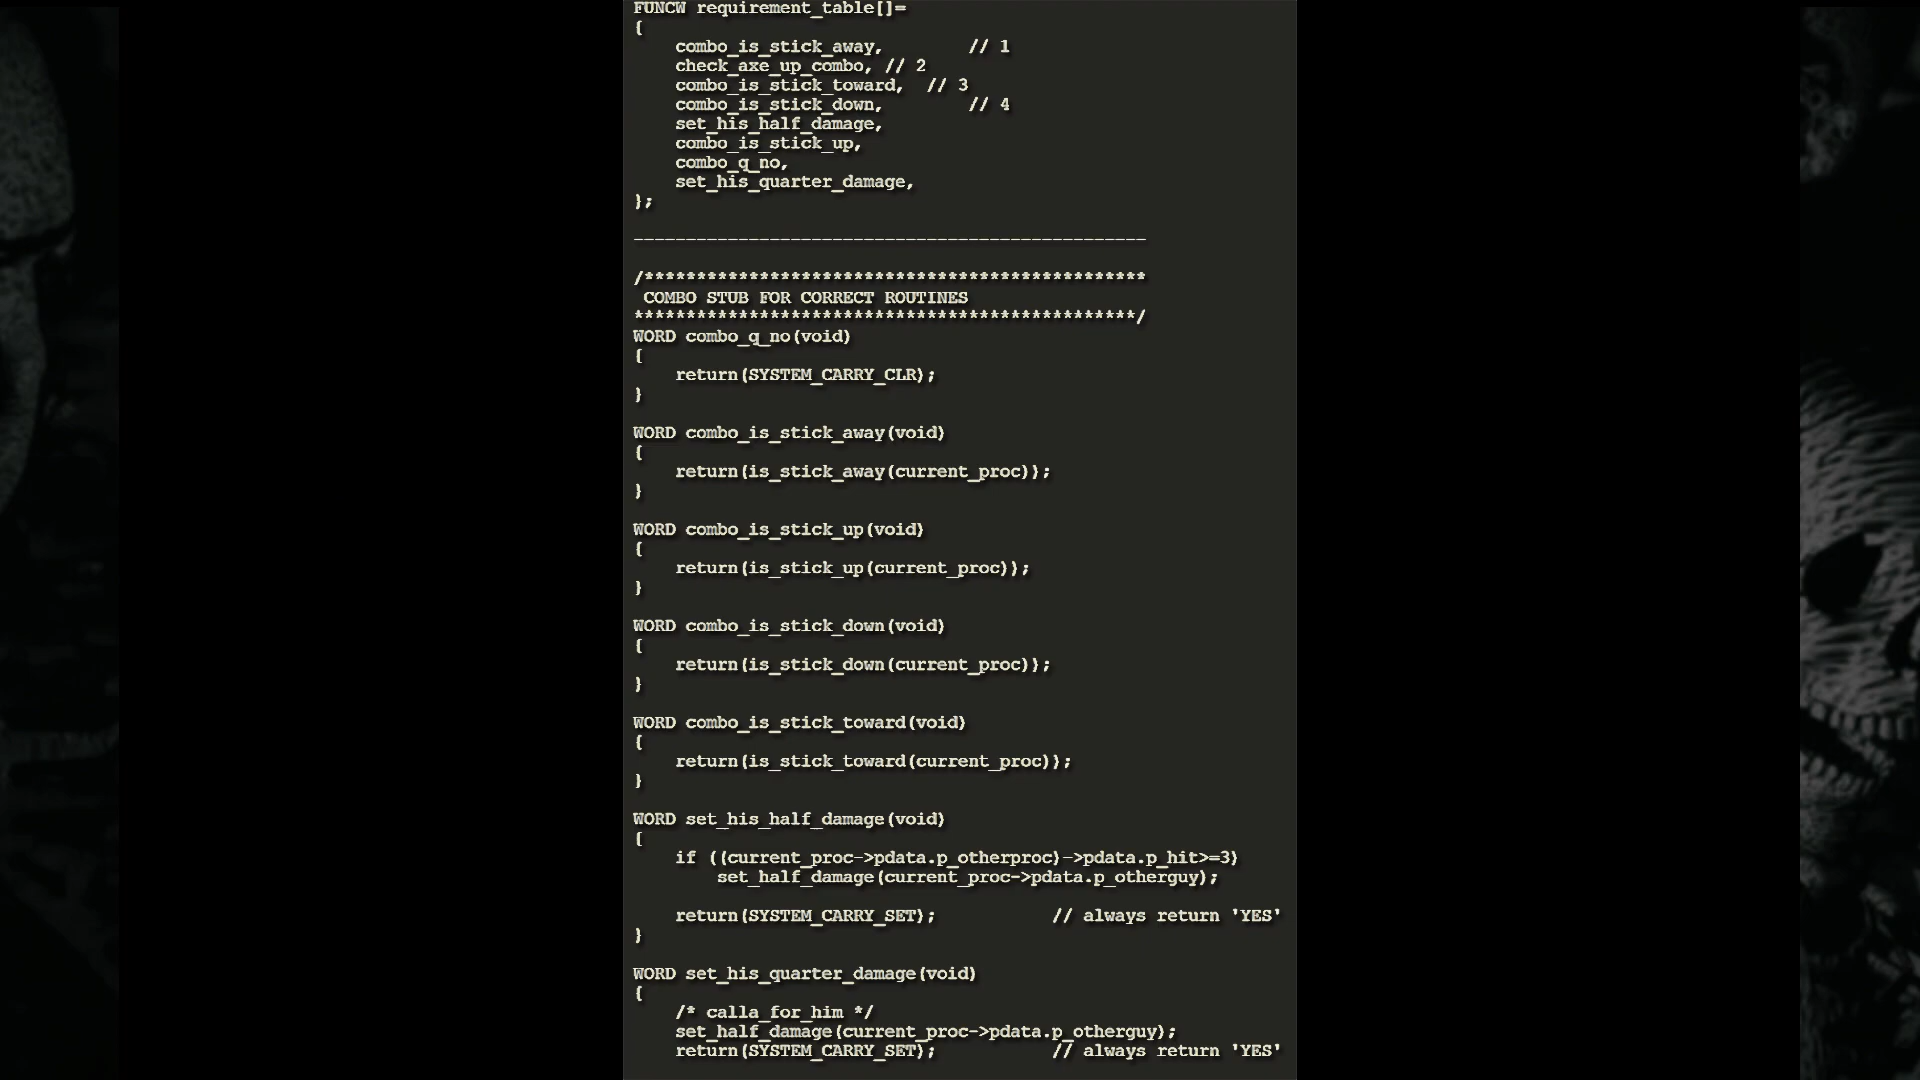 FUNCW requirement_table[]=
{
    combo_is_stick_away,        // 1
    check_axe_up_combo, // 2
    combo_is_stick_toward,  // 3
    combo_is_stick_down,        // 4
    set_his_half_damage,
    combo_is_stick_up,
    combo_q_no,
    set_his_quarter_damage,
};
_________________________________________________
/************************************************
 COMBO STUB FOR CORRECT ROUTINES
************************************************/
WORD combo_q_no(void)
{
    return(SYSTEM_CARRY_CLR);
}
WORD combo_is_stick_away(void)
{
    return(is_stick_away(current_proc));
}
WORD combo_is_stick_up(void)
{
    return(is_stick_up(current_proc));
}
WORD combo_is_stick_down(void)
{
    return(is_stick_down(current_proc));
}
WORD combo_is_stick_toward(void)
{
    return(is_stick_toward(current_proc));
}
WORD set_his_half_damage(void)
{
    if ((current_proc->pdata.p_otherproc)->pdata.p_hit>=3)
        set_half_damage(current_proc->pdata.p_otherguy);
    return(SYSTEM_CARRY_SET);           // always return 'YES'
}
WORD set_his_quarter_damage(void)
{
    /* calla_for_him */
    set_half_damage(current_proc->pdata.p_otherguy);
    return(SYSTEM_CARRY_SET);           // always return 'YES'